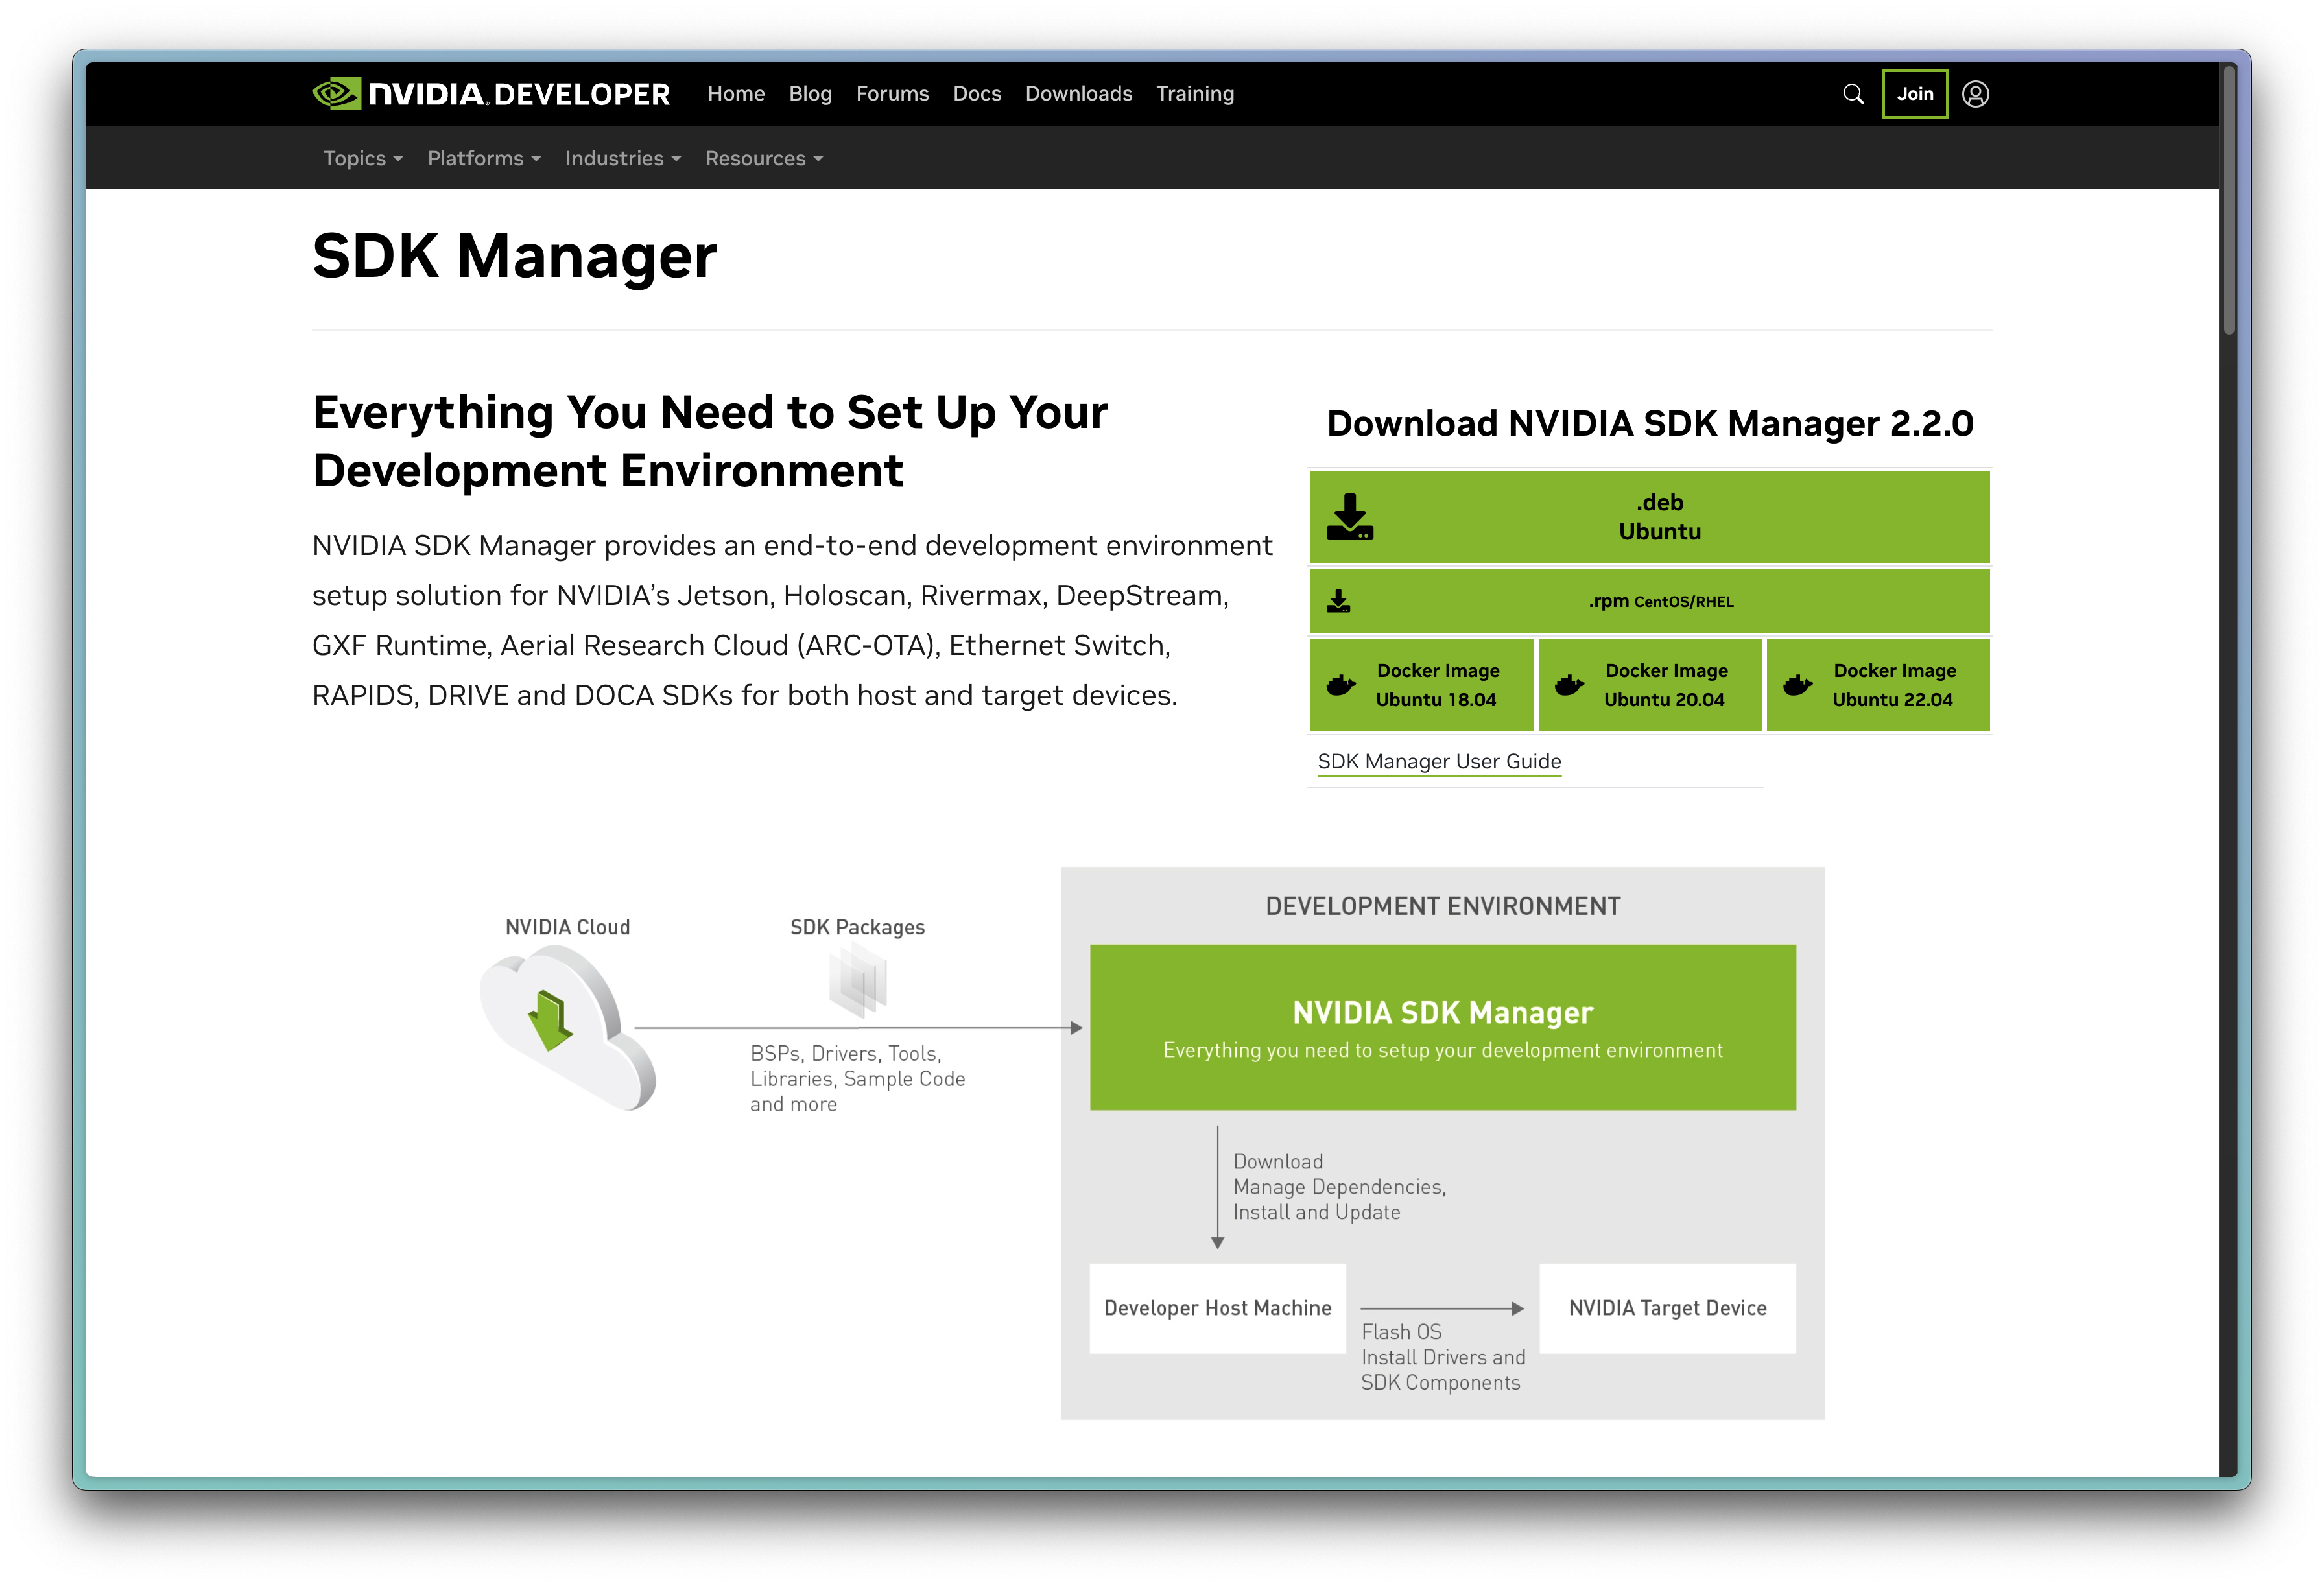 NVIDIA. DEVELOPER Home Blog Forums Docs Downloads Training Join
Topics Platforms Industries Resources
SDK Manager
Everything You Need to Set Up Your
Development Environment
NVIDIA SDK Manager provides an end-to-end development environment
setup solution for NVIDIA’s Jetson, Holoscan, Rivermax, DeepStream,
GXF Runtime, Aerial Research Cloud (ARC-OTA), Ethernet Switch,
RAPIDS, DRIVE and DOCA SDKs for both host and target devices.
Download NVIDIA SDK Manager 2.2.0
.deb
Ubuntu
.rpm CentOS/RHEL
Docker Image
Ubuntu 18.04
Docker Image
Ubuntu 20.04
Docker Image
Ubuntu 22.04
SDK Manager User Guide
NVIDIA Cloud
SDK Packages
BSPs, Drivers, Tools,
Libraries, Sample Code
and more
DEVELOPMENT ENVIRONMENT
NVIDIA SDK Manager
Everything you need to setup your development environment
Download
Manage Dependencies,
Install and Update
Developer Host Machine
Flash OS
Install Drivers and
SDK Components
NVIDIA Target Device